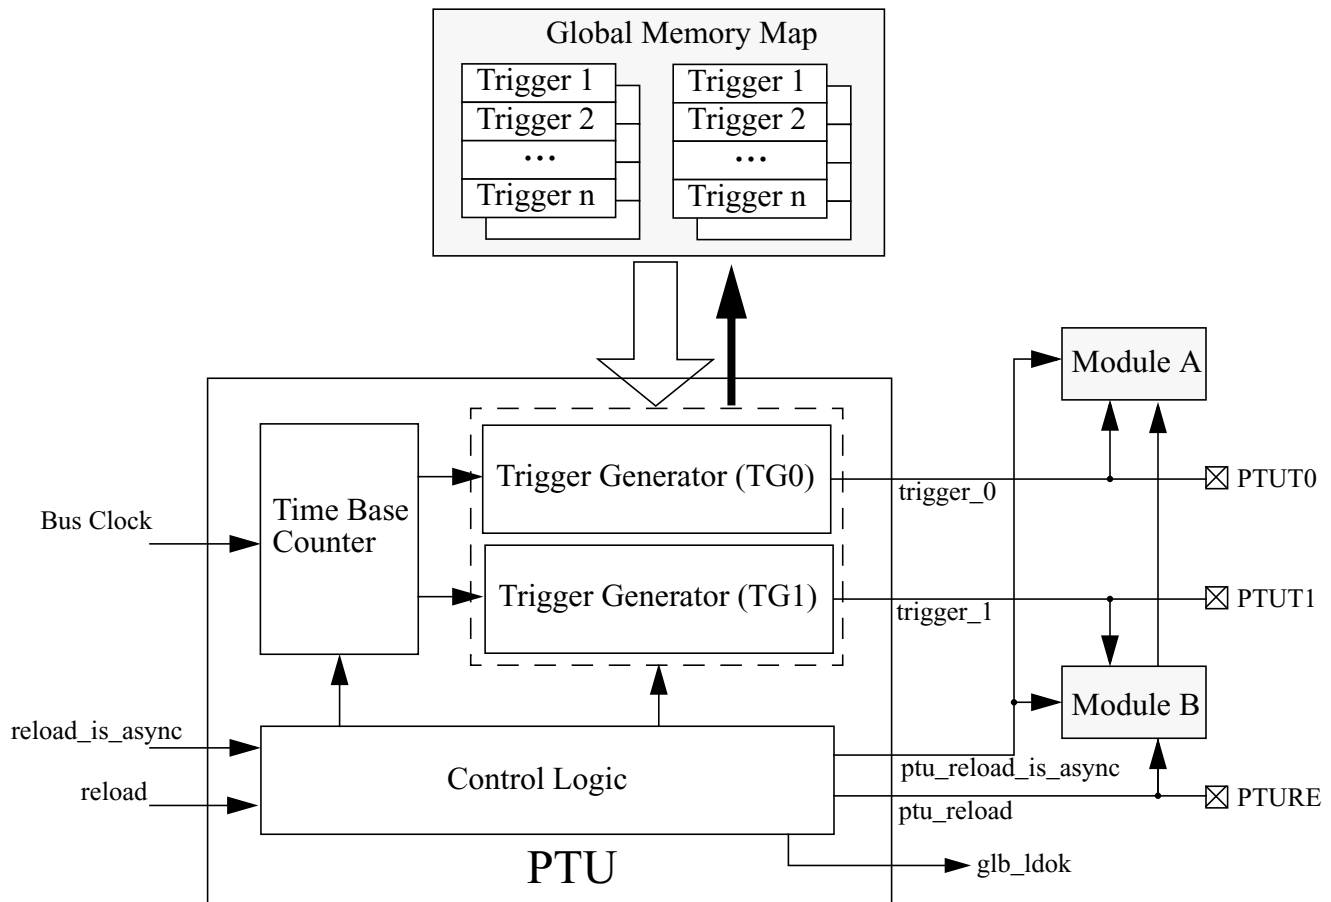 Global Memory Map
Trigger 1
Trigger 2
...
Trigger n
Trigger 1
Trigger 2
...
Trigger n
Module A
Trigger Generator (TG0)
trigger_0
PTUT0
Bus Clock
Time Base
Counter
Trigger Generator (TG1)
trigger_1
PTUT1
Module B
reload_is_async
reload
Control Logic
ptu_reload_is_async
ptu_reload
PTURE
PTU
glb_ldok